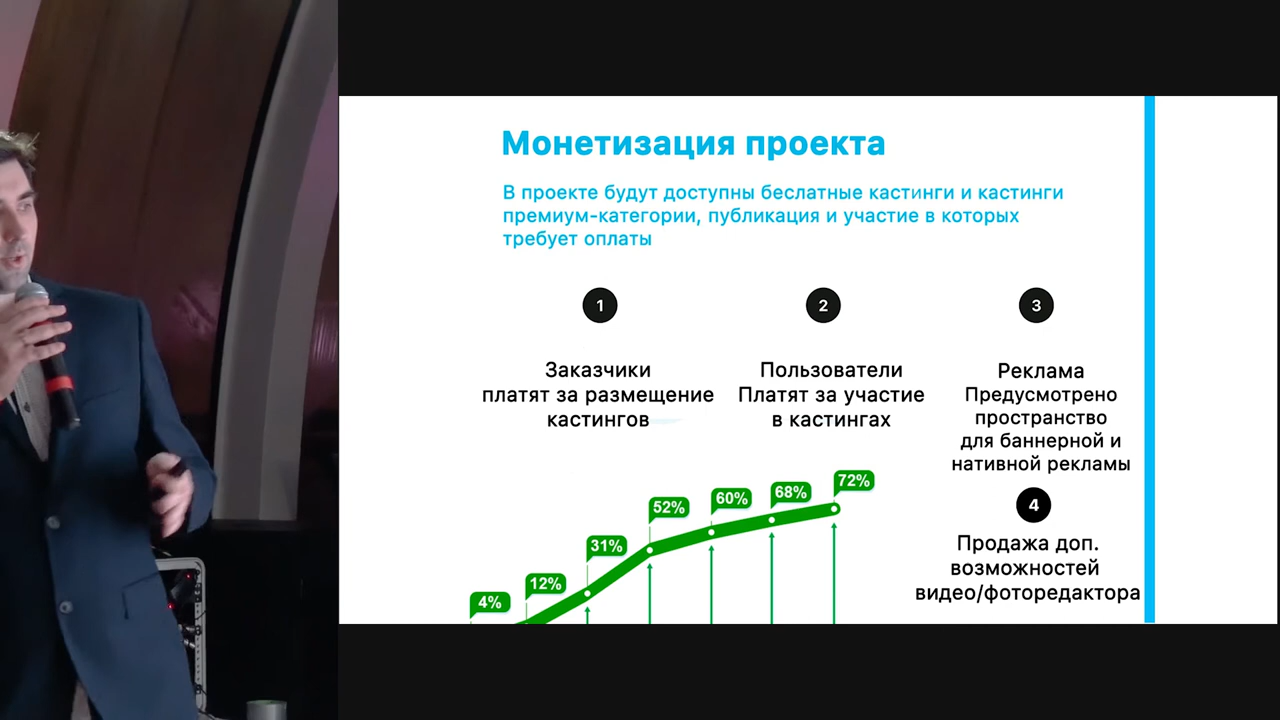 Монетизация проекта
В проекте будут доступны беслатные кастинги и кастинги
премиум-категории, публикация и участие в которых
требует оплаты
1
Заказчики
платят за размещение
кастингов
2
Пользователи
Платят за участие
в кастингах
3
Реклама
Предусмотрено
пространство
для баннерной и
нативной рекламы
4
Продажа доп.
возможностей
видео/фоторедактора
4%
12%
31%
52%
60%
68%
72%